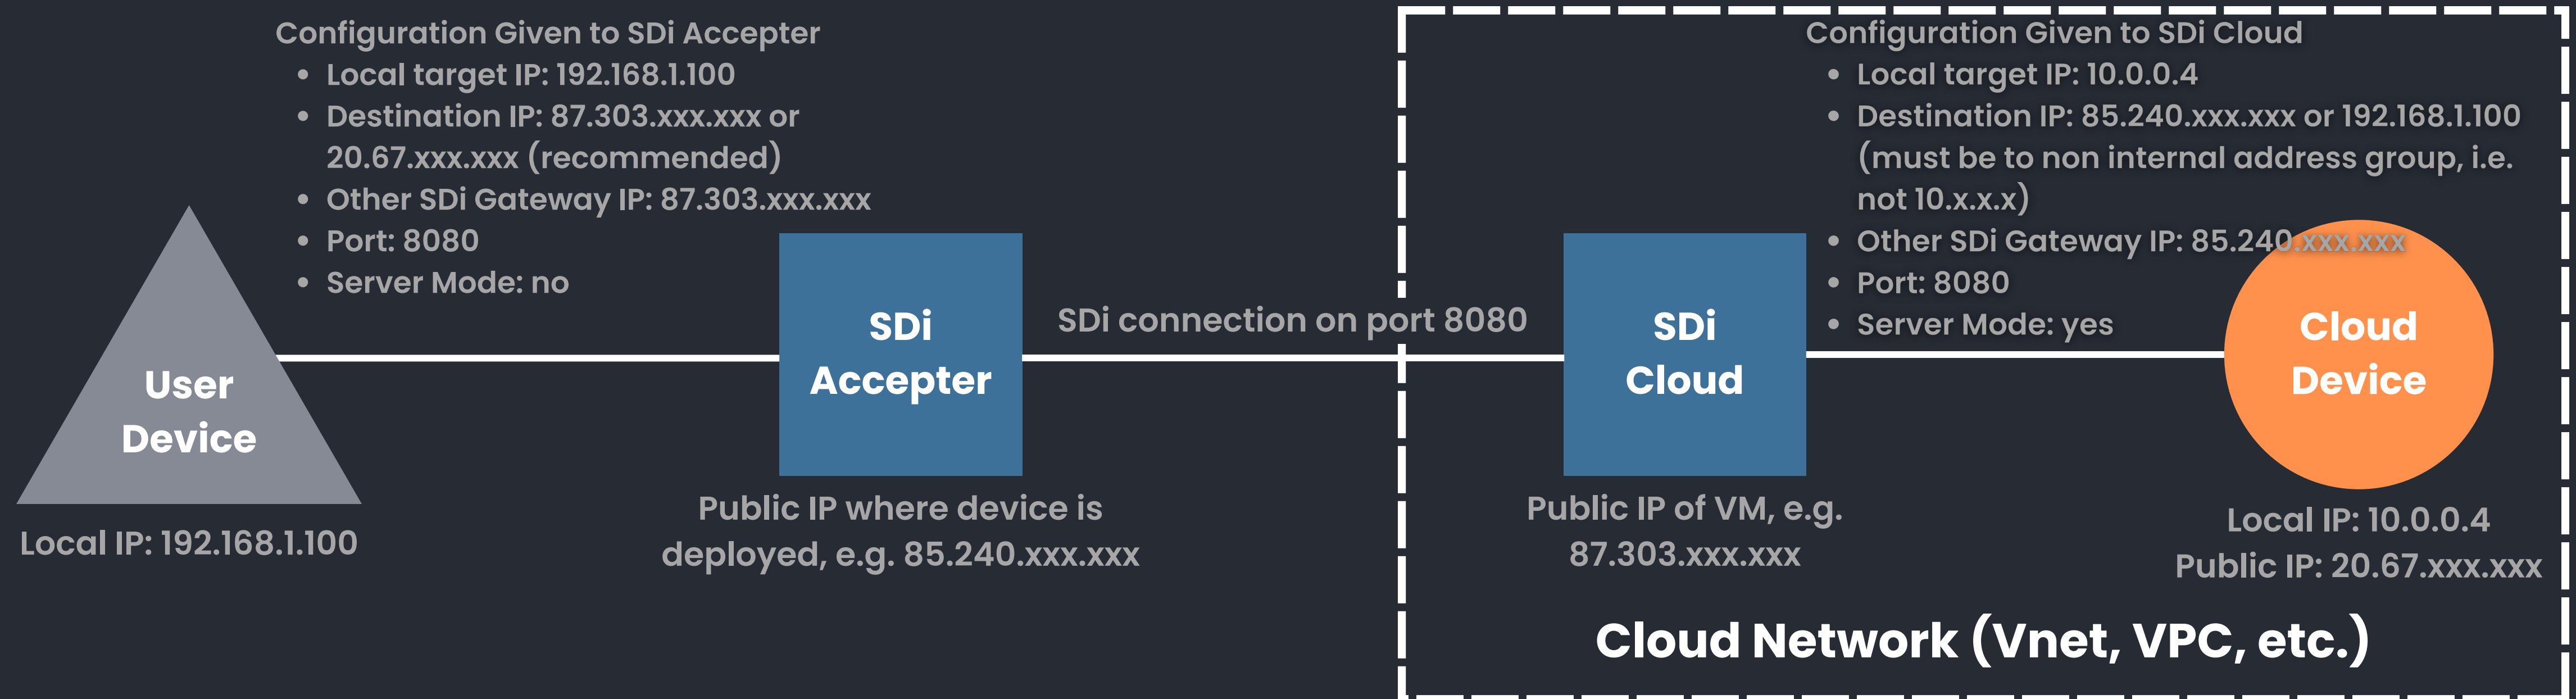 Configuration Given to SDi Accepter
• Local target IP: 192.168.1.100
• Destination IP: 87.303.xxx.xxx or
20.67.xxx.xxx (recommended)
• Other SDi Gateway IP: 87.303.xxx.xxx
• Port: 8080
• Server Mode: no
Configuration Given to SDi Cloud
• Local target IP: 10.0.0.4
• Destination IP: 85.240.xxx.xxx or 192.168.1.100
(must be to non internal address group, i.e.
not 10.x.x.x)
• Other SDi Gateway IP: 85.240.xxx.xxx
• Port: 8080
• Server Mode: yes
User
Device
Local IP: 192.168.1.100
SDi
Accepter
Public IP where device is
deployed, e.g. 85.240.xxx.xxx
SDi connection on port 8080
SDi
Cloud
Public IP of VM, e.g.
87.303.xxx.xxx
Cloud
Device
Local IP: 10.0.0.4
Public IP: 20.67.xxx.xxx
Cloud Network (Vnet, VPC, etc.)